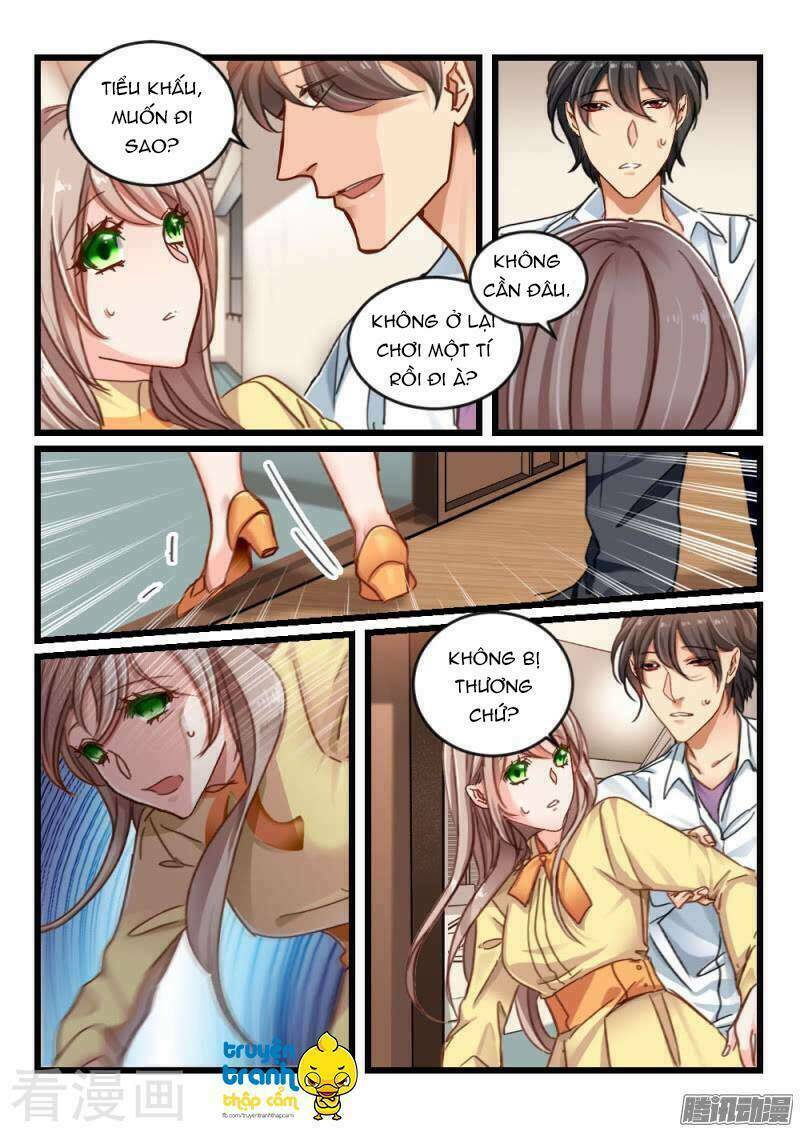 TIỂU KHẤU,
MUỐN ĐI
SAO?
KHÔNG Ở LẠI
CHƠI MỘT TÍ
RỒI ĐI À?
KHÔNG
CẦN ĐÂU.
KHÔNG BỊ
THƯƠNG
CHỨ?
truyện
tranh
thập cẩm
fb.com/truyentranhthapcam
看漫画
腾讯动漫